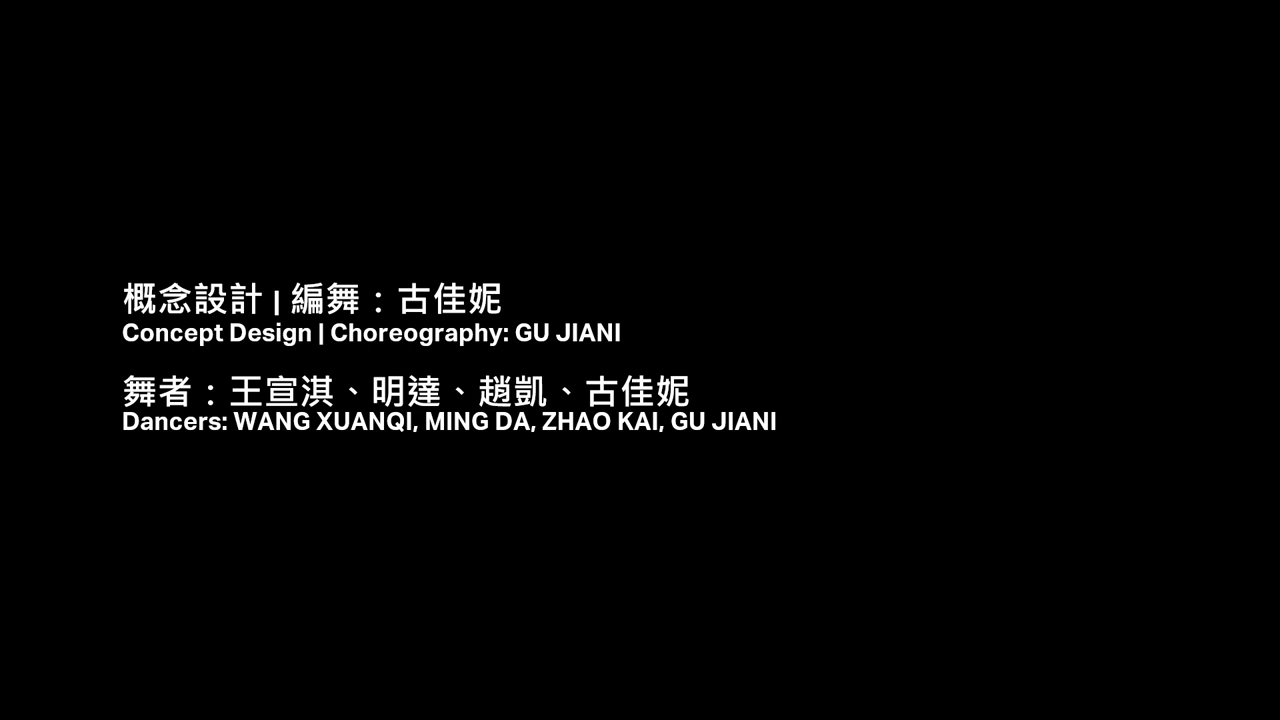 概念設計 | 編舞：古佳妮
Concept Design | Choreography: GU JIANI
舞者：王宣淇、明達、趙凱、古佳妮
Dancers: WANG XUANQI, MING DA, ZHAO KAI, GU JIANI